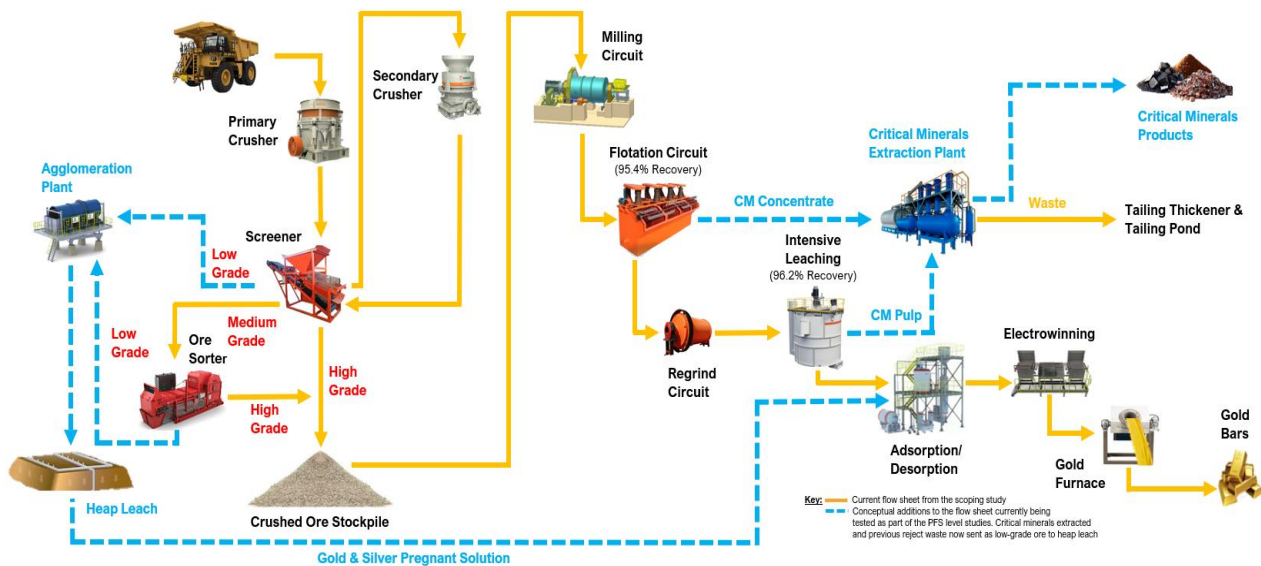 Milling
Circuit
Secondary
Crusher
Primary
Crusher
Critical Minerals
Products
Critical Minerals
Extraction Plant
Flotation Circuit
(95.4% Recovery)
Agglomeration
Plant
CM Concentrate
Waste
Tailing Thickener &
Tailing Pond
Screener
Low
Grade
Intensive
Leaching
(96.2% Recovery)
CM Pulp
Medium
Grade
Low
Grade
Ore
Sorter
Electrowinning
High
Grade
Regrind
Circuit
High
Grade
Gold
Bars
Adsorption/
Desorption
Gold
Furnace
Heap Leach
Crushed Ore Stockpile
Key:
Current flow sheet from the scoping study
Conceptual additions to the flow sheet currently being
tested as part of the PFS level studies. Critical minerals extracted
and previous reject waste now sent as low-grade ore to heap leach
Gold & Silver Pregnant Solution